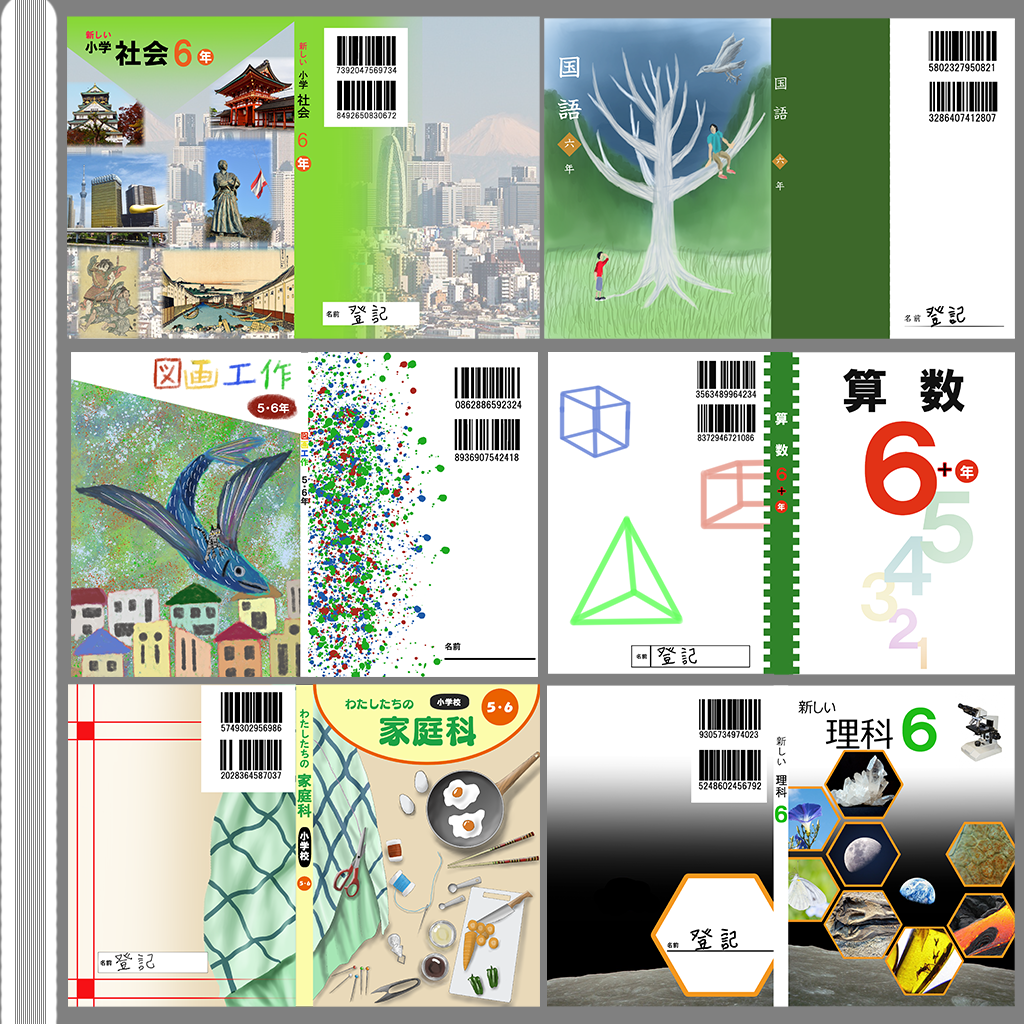 新しい
小学 社会 6年
新しい 小学 社会 6年
7392047569734
8492650830672
名前 登記
国語 六年
国語 六年
5802327950821
3286407412807
名前 登記
図画工作
5・6年
図画工作 5・6年
0862886592324
8936907542418
名前
3563489964234
8372946721086
名前 登記
算数 6+年
算数
6+年
5
4
3
2
1
5749302956986
2028364587037
名前 登記
わたしたちの 家庭科 小学校 5・6
わたしたちの 小学校 5・6
家庭科
9305734974023
5248602456792
名前 登記
新しい 理科 6
新しい
理科 6